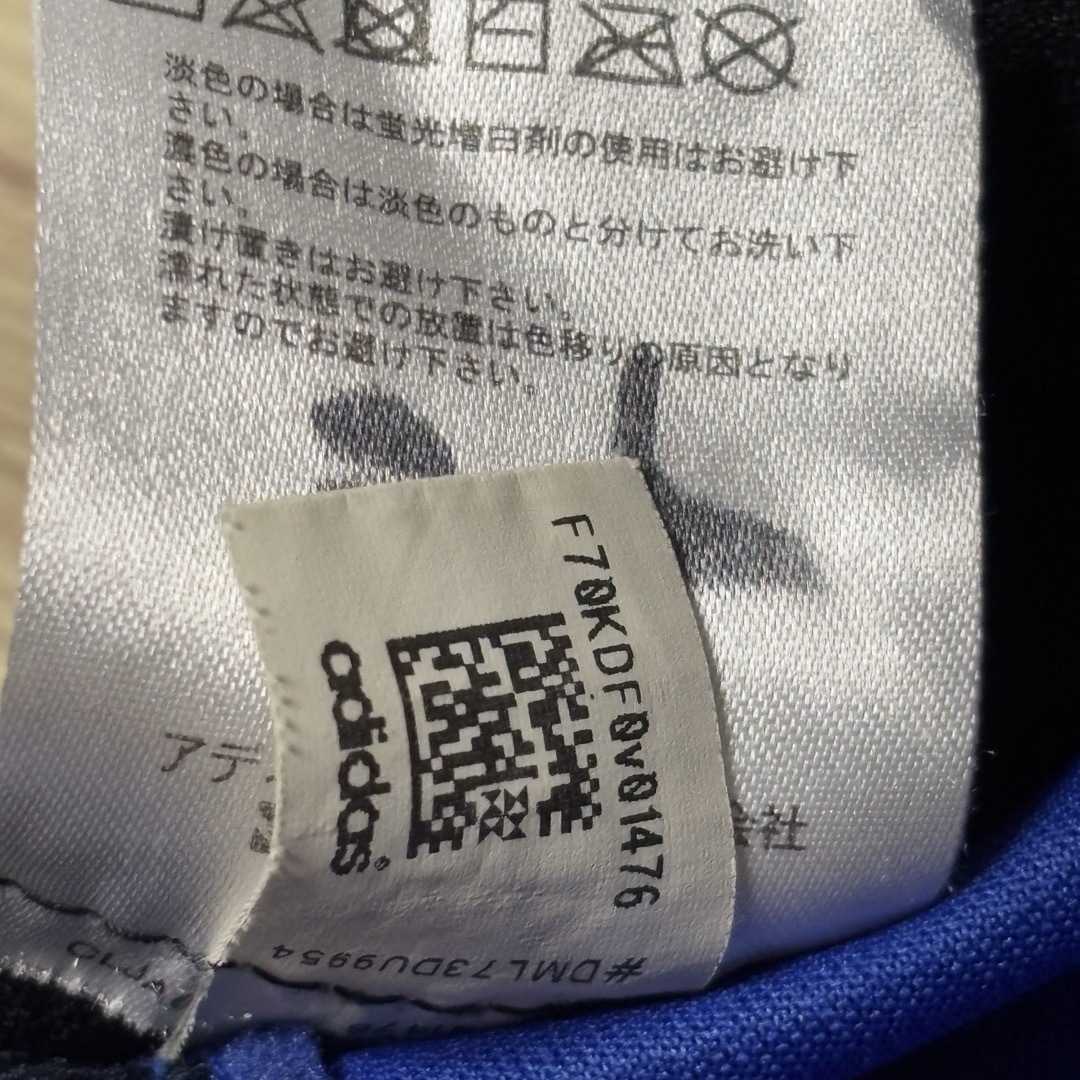 淡色の場合は蛍光増白剤の使用はお避け下
さい。
濃色の場合は淡色のものと分けてお洗い下
さい。
漬け置きはお避け下さい。
濡れた状態での放置は色移りの原因となり
ますのでお避け下さい。
F70KDF0v01476
adidas®
アデ
会社
#DML73DU9954